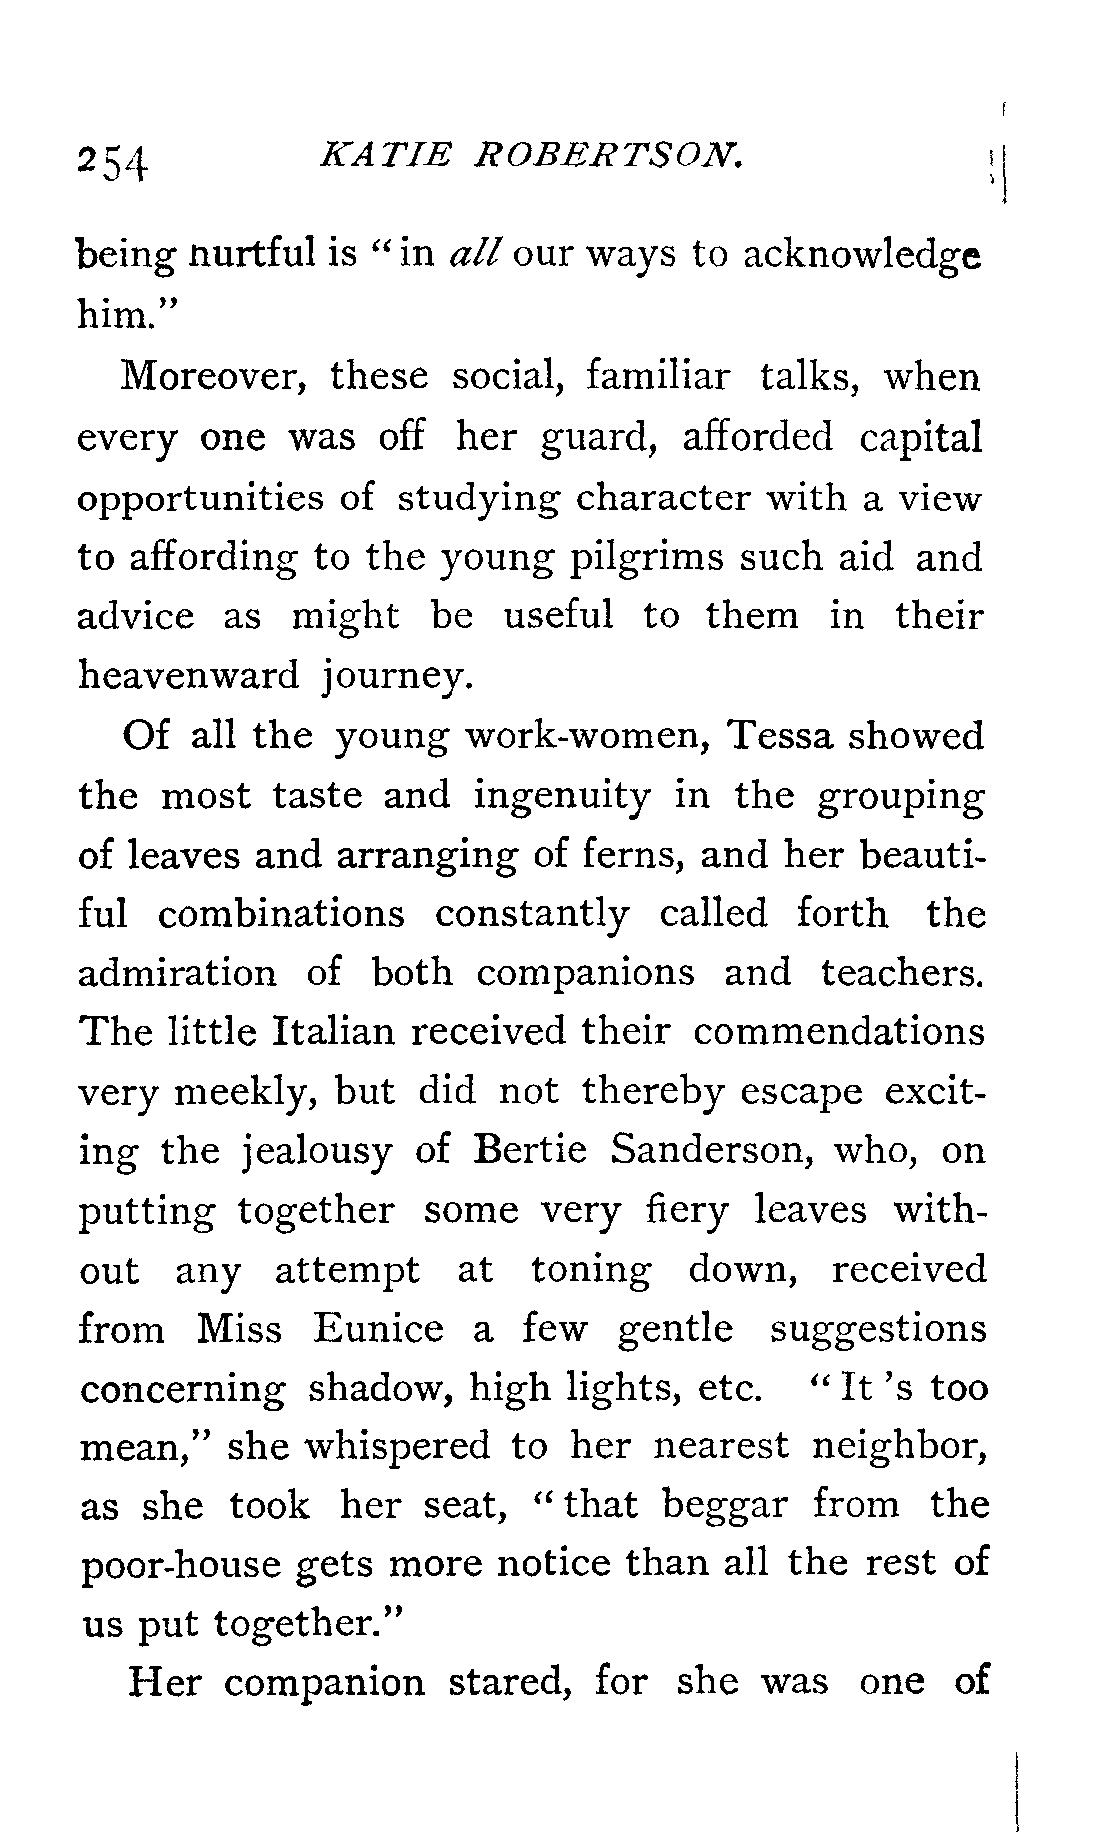 254 KATIE ROBERTSON.
being nurtful is “in all our ways to acknowledge
him.”
Moreover, these social, familiar talks, when
every one was off her guard, afforded capital
opportunities of studying character with a view
to affording to the young pilgrims such aid and
advice as might be useful to them in their
heavenward journey.
Of all the young work-women, Tessa showed
the most taste and ingenuity in the grouping
of leaves and arranging of ferns, and her beauti-
ful combinations constantly called forth the
admiration of both companions and teachers.
The little Italian received their commendations
very meekly, but did not thereby escape excit-
ing the jealousy of Bertie Sanderson, who, on
putting together some very fiery leaves with-
out any attempt at toning down, received
from Miss Eunice a few gentle suggestions
concerning shadow, high lights, etc. “It 's too
mean,” she whispered to her nearest neighbor,
as she took her seat, “that beggar from the
poor-house gets more notice than all the rest of
us put together.”
Her companion stared, for she was one of